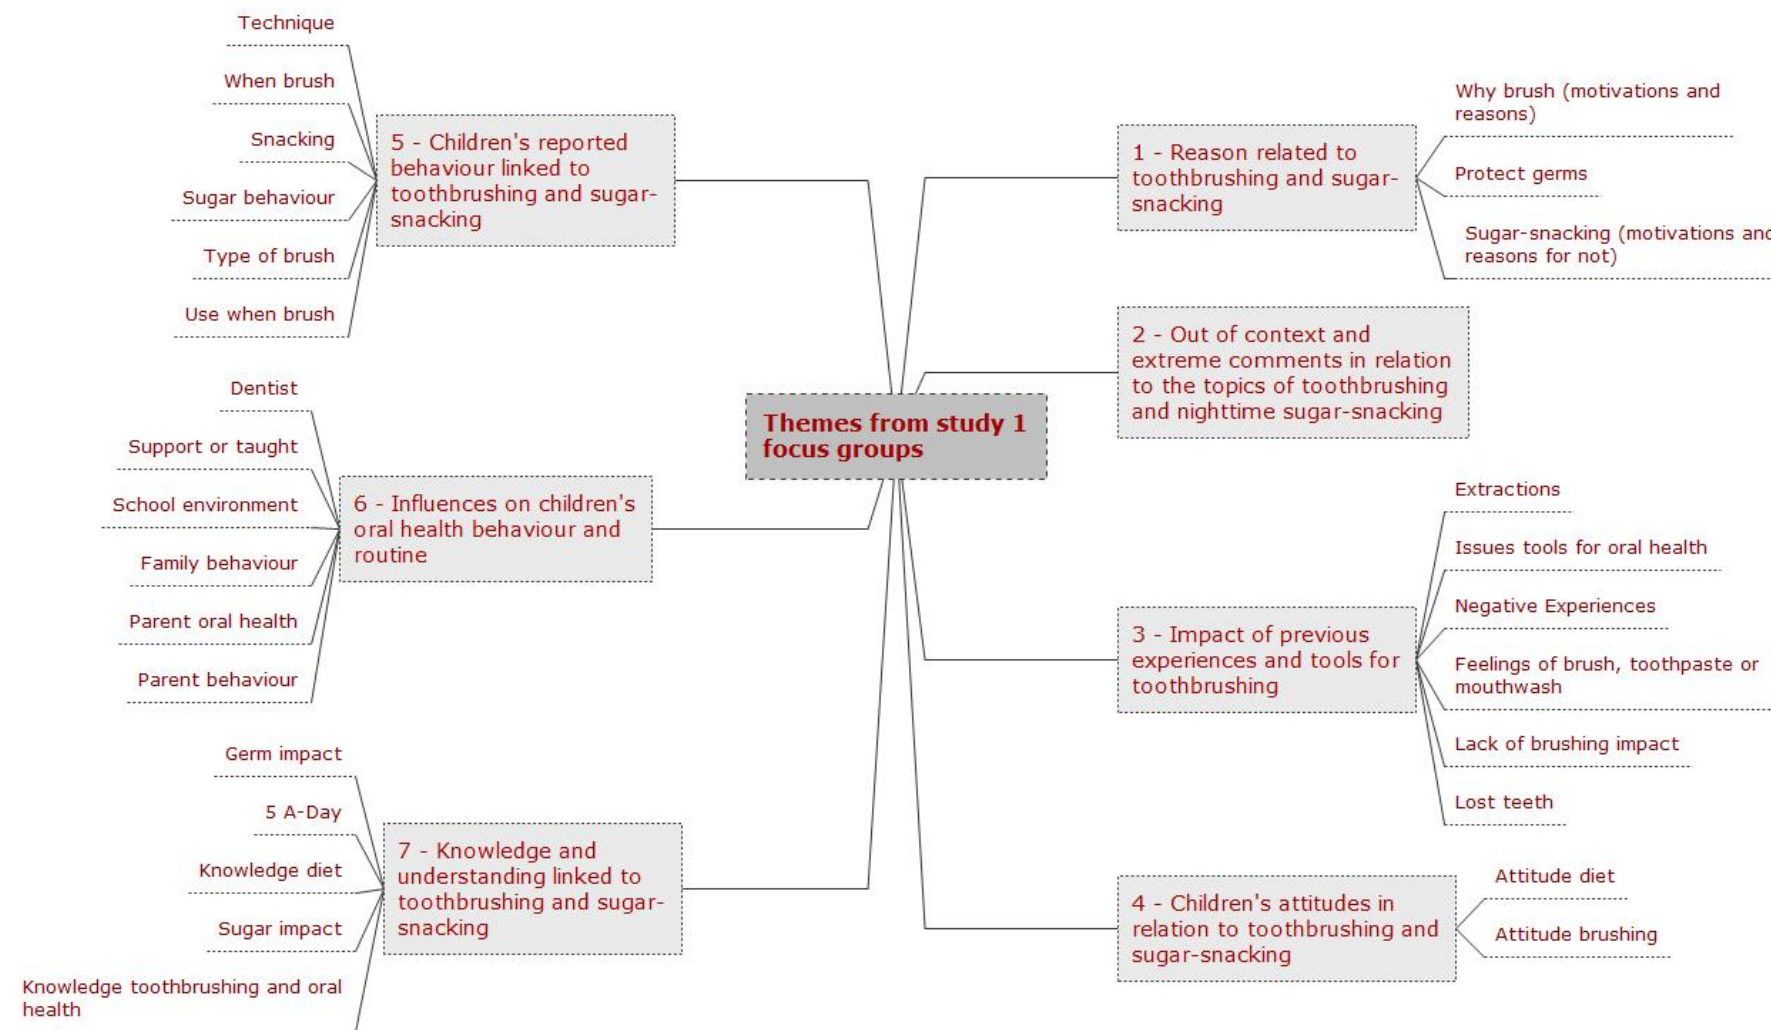 Technique
When brush
Snacking
Sugar behaviour
Type of brush
Use when brush
5 - Children's reported
behaviour linked to
toothbrushing and sugar-
snacking
Dentist
Support or taught
School environment
Family behaviour
Parent oral health
Parent behaviour
6 - Influences on children's
oral health behaviour and
routine
Germ impact
5 A-Day
Knowledge diet
Sugar impact
Knowledge toothbrushing and oral
health
7 - Knowledge and
understanding linked to
toothbrushing and sugar-
snacking
Themes from study 1
focus groups
1 - Reason related to
toothbrushing and sugar-
snacking
Why brush (motivations and
reasons)
Protect germs
Sugar-snacking (motivations and
reasons for not)
2 - Out of context and
extreme comments in relation
to the topics of toothbrushing
and nighttime sugar-snacking
3 - Impact of previous
experiences and tools for
toothbrushing
Extractions
Issues tools for oral health
Negative Experiences
Feelings of brush, toothpaste or
mouthwash
Lack of brushing impact
Lost teeth
4 - Children's attitudes in
relation to toothbrushing and
sugar-snacking
Attitude diet
Attitude brushing